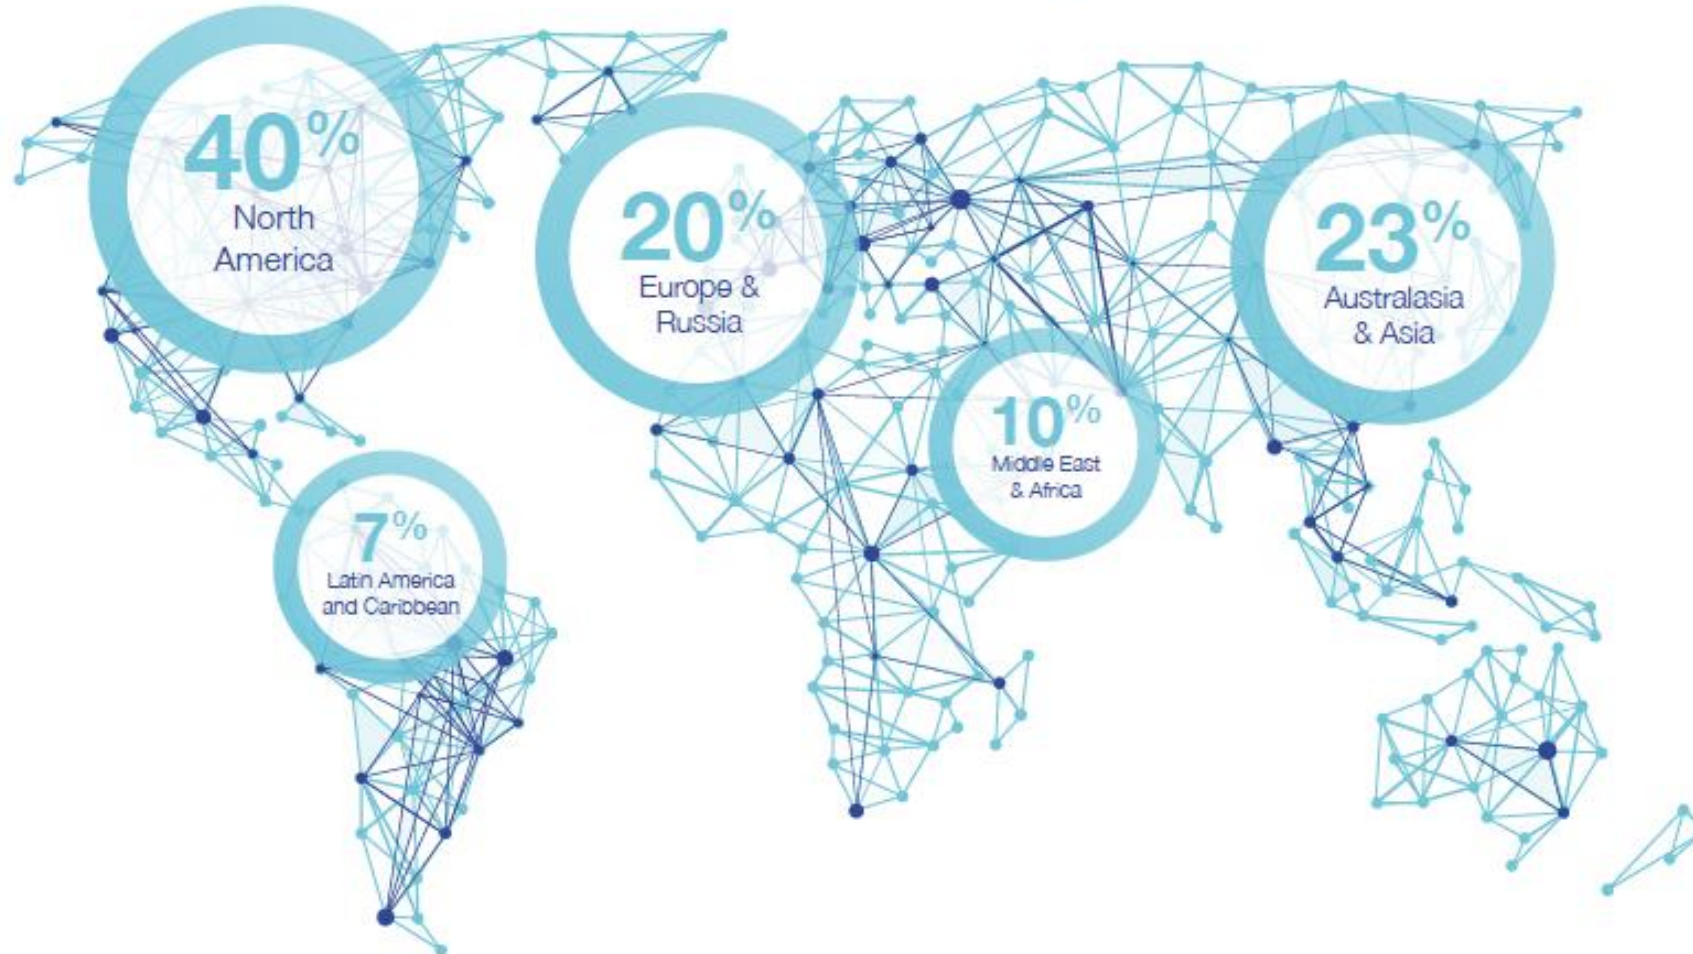 40%
North
America
20%
Europe &
Russia
23%
Australasia
& Asia
10%
Middle East
& Africa
7%
Latin America
and Caribbean